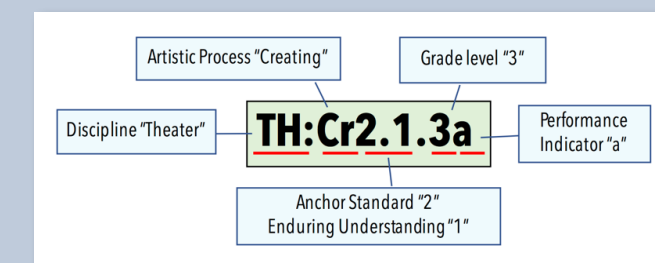 Artistic Process "Creating"
Grade level "3"
Discipline "Theater"
TH:Cr2.1.3a
Performance
Indicator "a"
Anchor Standard "2"
Enduring Understanding "1"